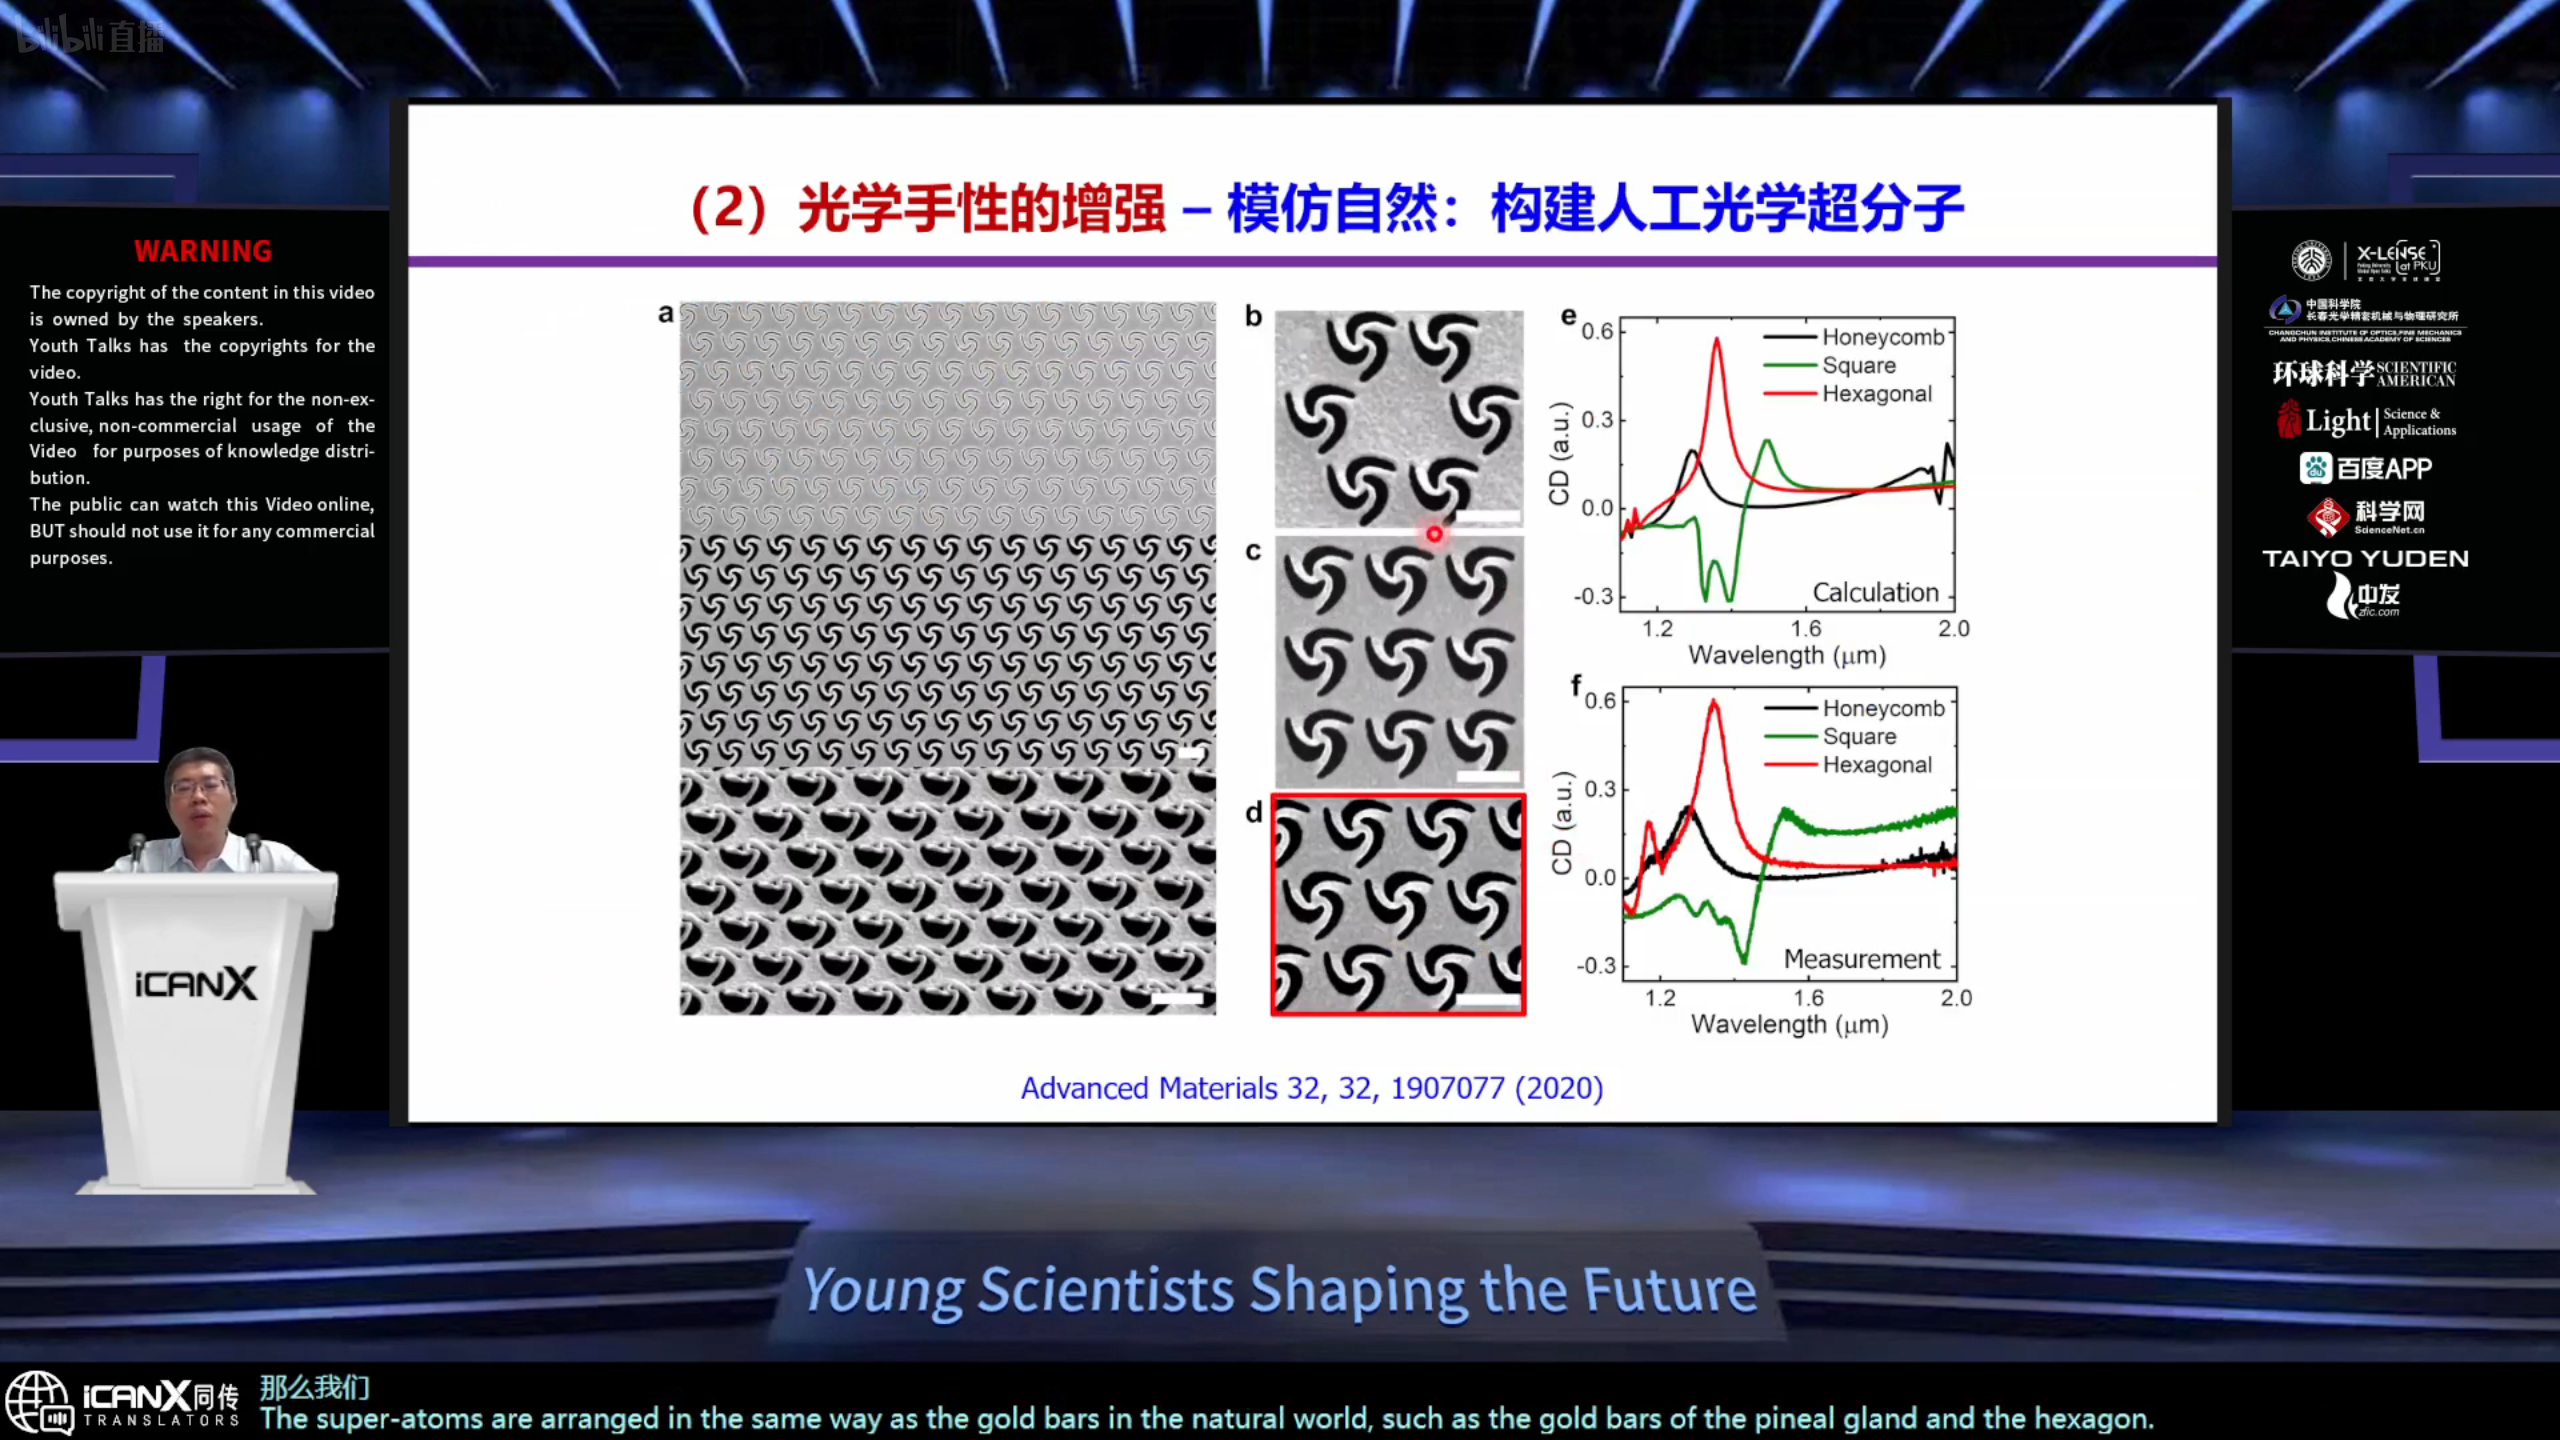 bilibili直播
WARNING
The copyright of the content in this video
is owned by the speakers.
Youth Talks has the copyrights for the
video.
Youth Talks has the right for the non-ex-
clusive, non-commercial usage of the
Video for purposes of knowledge distri-
bution.
The public can watch this Video online,
BUT should not use it for any commercial
purposes.
（2）光学手性的增强 – 模仿自然：构建人工光学超分子
a
b
c
d
e
0.6
0.3
0.0
-0.3
CD (a.u.)
Honeycomb
Square
Hexagonal
Calculation
1.2
1.6
2.0
Wavelength (μm)
f
0.6
0.3
0.0
-0.3
CD (a.u.)
Honeycomb
Square
Hexagonal
Measurement
1.2
1.6
2.0
Wavelength (μm)
Advanced Materials 32, 32, 1907077 (2020)
X-LENSE
at PKU
中国科学院
长春光学精密机械与物理研究所
CHANGCHUN INSTITUTE OF OPTICS,FINE MECHANICS
AND PHYSICS,CHINESE ACADEMY OF SCIENCES
环球科学 SCIENTIFIC AMERICAN
Light Science & Applications
du 百度APP
科学网
ScienceNet.cn
TAIYO YUDEN
中发
zfic.com
iCANX
Young Scientists Shaping the Future
iCANX同传
TRANSLATORS
那么我们
The super-atoms are arranged in the same way as the gold bars in the natural world, such as the gold bars of the pineal gland and the hexagon.